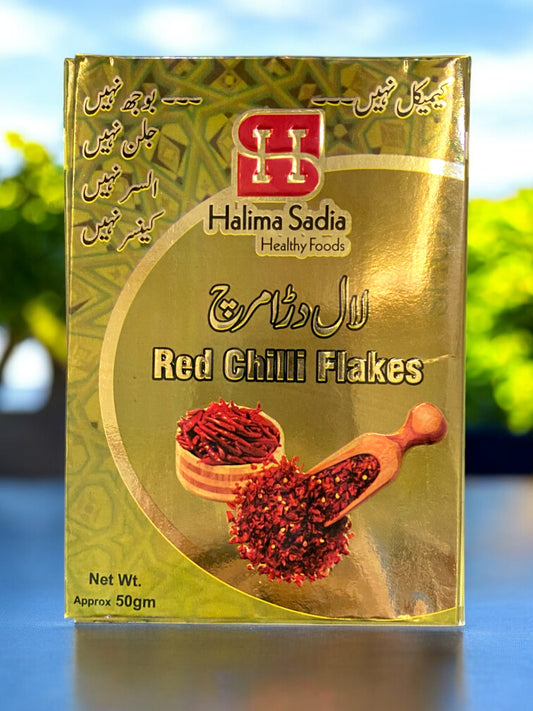 کیمیکل نہیں --- --- بوجھ نہیں
جلن نہیں
السر نہیں
کینسر نہیں
HS
Halima Sadia
Healthy Foods
لال دڑا مرچ
Red Chilli Flakes
Net Wt.
Approx 50gm